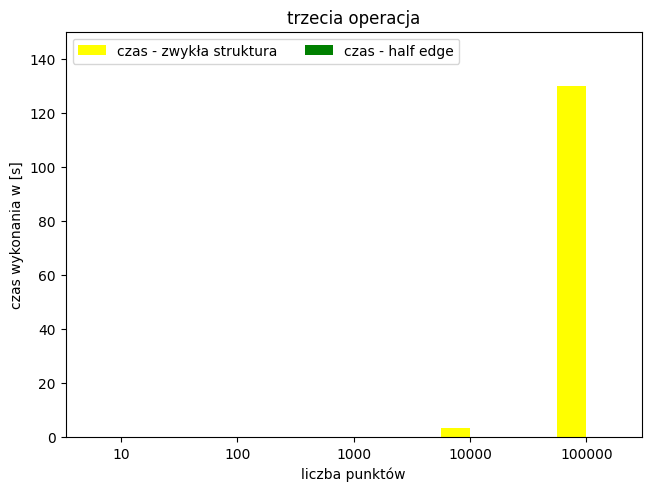 trzecia operacja
czas - zwykła struktura
czas - half edge
140
120
100
80
60
40
20
0
czas wykonania w [s]
10
100
1000
10000
100000
liczba punktów